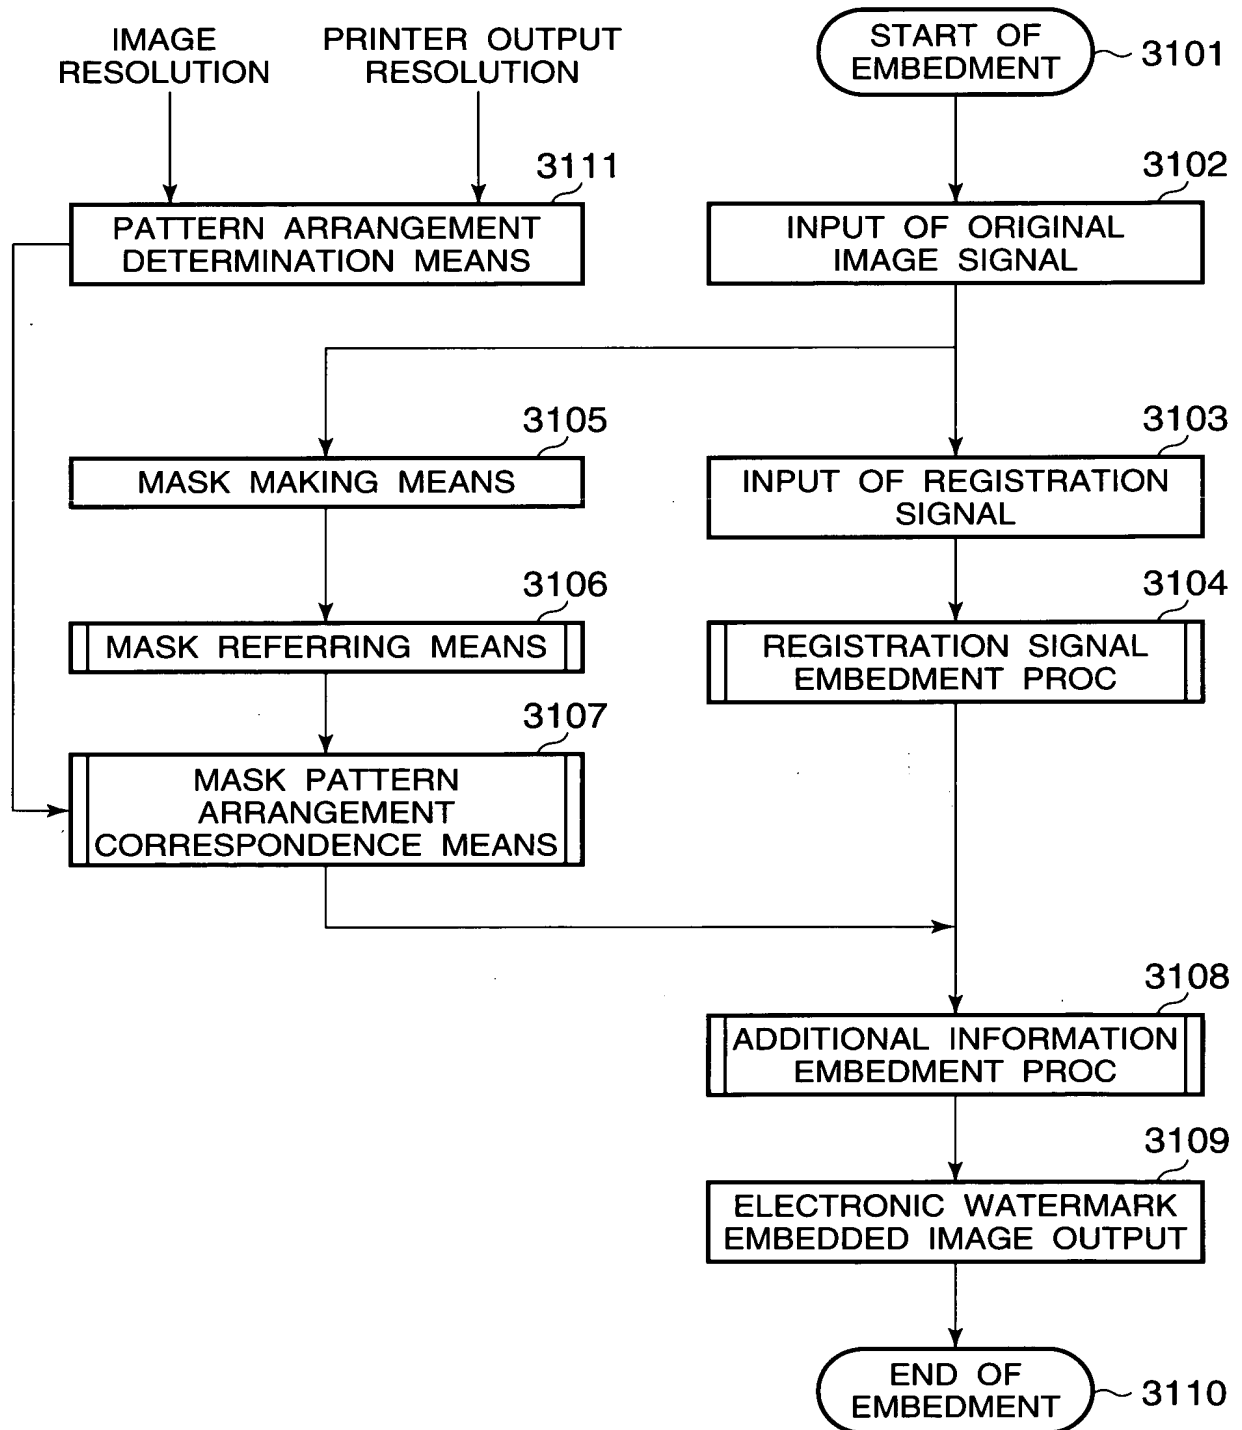 IMAGE
RESOLUTION
PRINTER OUTPUT
RESOLUTION
START OF
EMBEDMENT
3101
3111
PATTERN ARRANGEMENT
DETERMINATION MEANS
3102
INPUT OF ORIGINAL
IMAGE SIGNAL
3105
MASK MAKING MEANS
3103
INPUT OF REGISTRATION
SIGNAL
3106
MASK REFERRING MEANS
3104
REGISTRATION SIGNAL
EMBEDMENT PROC
3107
MASK PATTERN
ARRANGEMENT
CORRESPONDENCE MEANS
3108
ADDITIONAL INFORMATION
EMBEDMENT PROC
3109
ELECTRONIC WATERMARK
EMBEDDED IMAGE OUTPUT
END OF
EMBEDMENT
3110